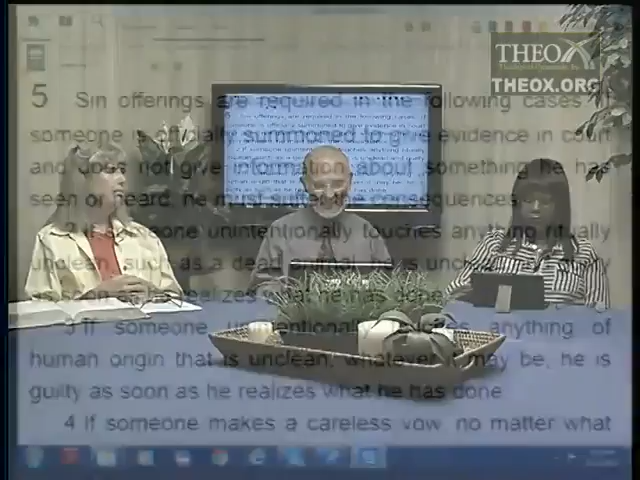 THEOX
THEOX.ORG
5 Sin offerings are required in the following cases
someone is officially summoned to give evidence in court
and does not give information about something he has
seen or heard, he must suffer the consequences.
someone unintentionally touches anything ritually
unclean, such as a dead
as he realizes what he has done
3 If someone unintentionally touches anything of
human origin that is unclean, whatever it may be, he is
guilty as soon as he realizes what he has done
4 If someone makes a careless vow, no matter what